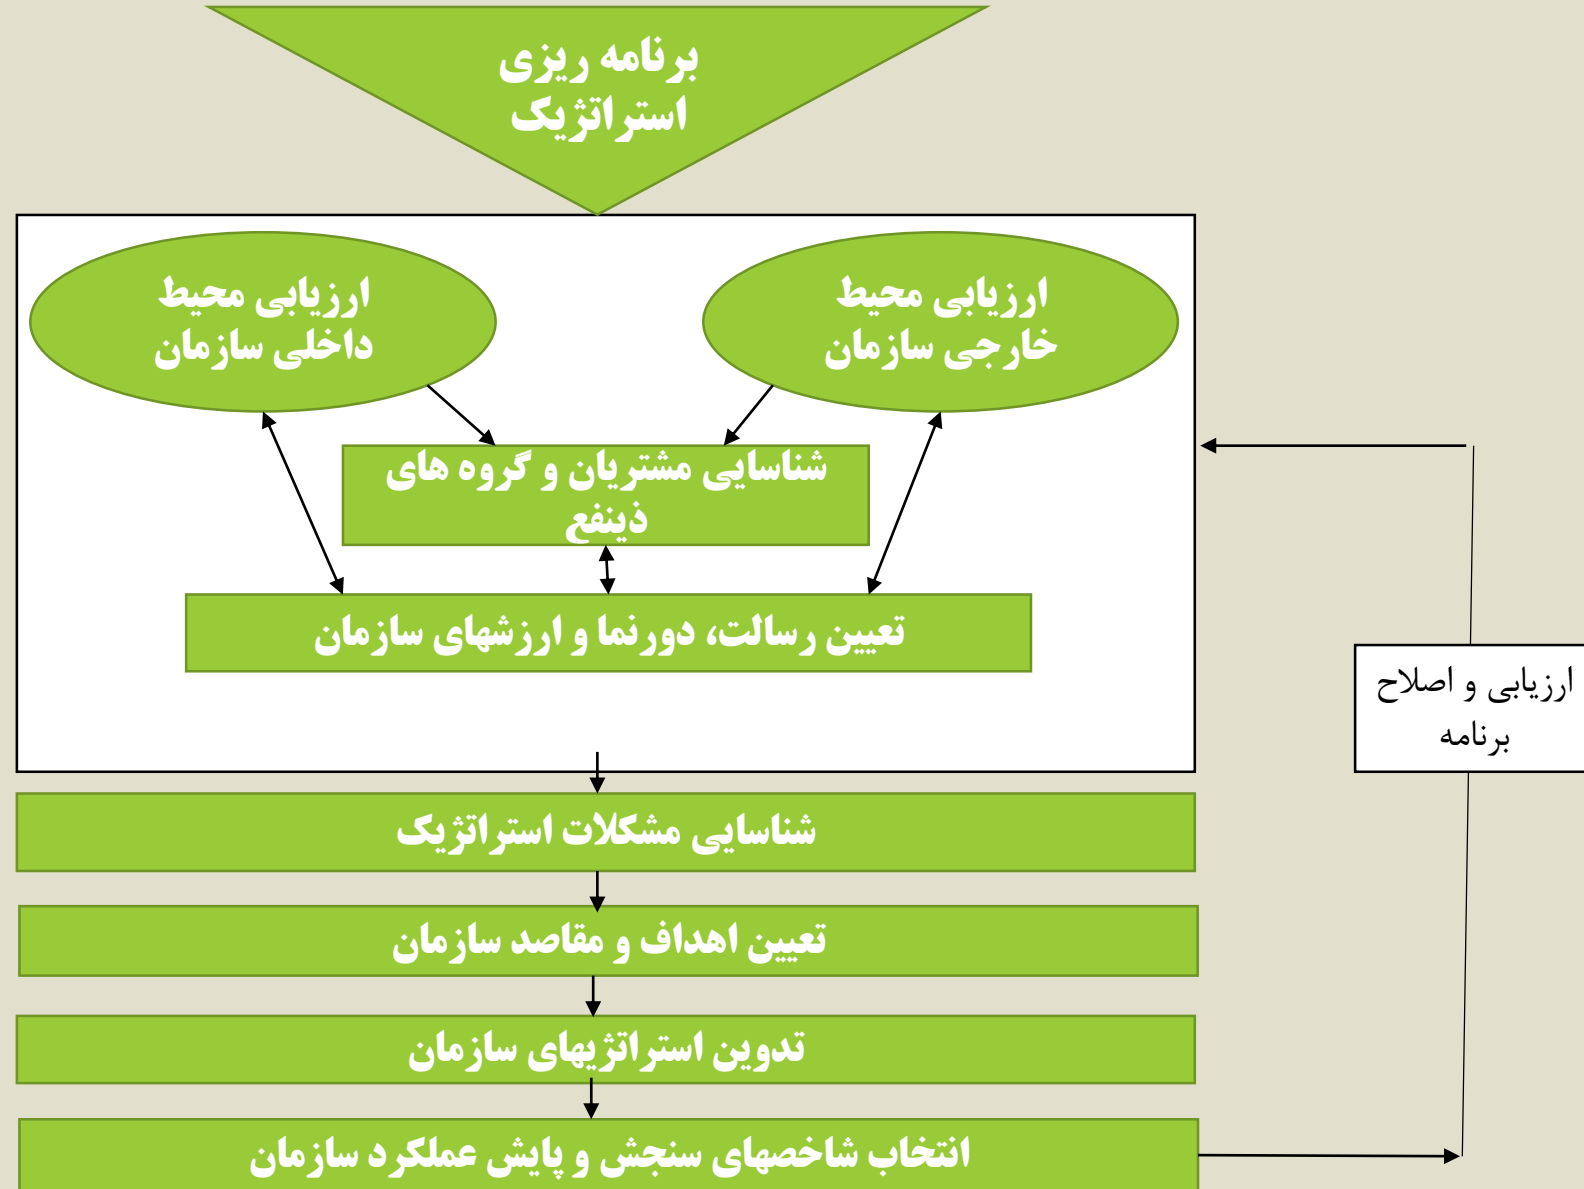 برنامه ریزی
استراتژیک
ارزیابی محیط
خارجی سازمان
ارزیابی محیط
داخلی سازمان
شناسایی مشتریان و گروه های
ذینفع
تعیین رسالت، دورنما و ارزشهای سازمان
ارزیابی و اصلاح
برنامه
شناسایی مشکلات استراتژیک
تعیین اهداف و مقاصد سازمان
تدوین استراتژیهای سازمان
انتخاب شاخصهای سنجش و پایش عملکرد سازمان